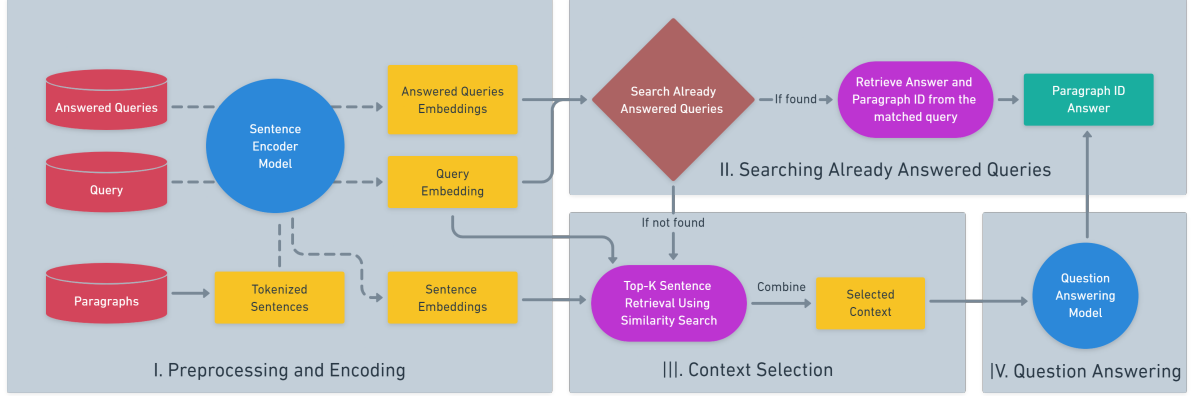 Answered Queries
Query
Paragraphs
Sentence
Encoder
Model
Tokenized
Sentences
Answered Queries
Embeddings
Query
Embedding
Sentence
Embeddings
I. Preprocessing and Encoding
Search Already
Answered Queries
If found
Retrieve Answer and
Paragraph ID from the
matched query
Paragraph ID
Answer
II. Searching Already Answered Queries
If not found
Top-K Sentence
Retrieval Using
Similarity Search
Combine
Selected
Context
III. Context Selection
Question
Answering
Model
IV. Question Answering